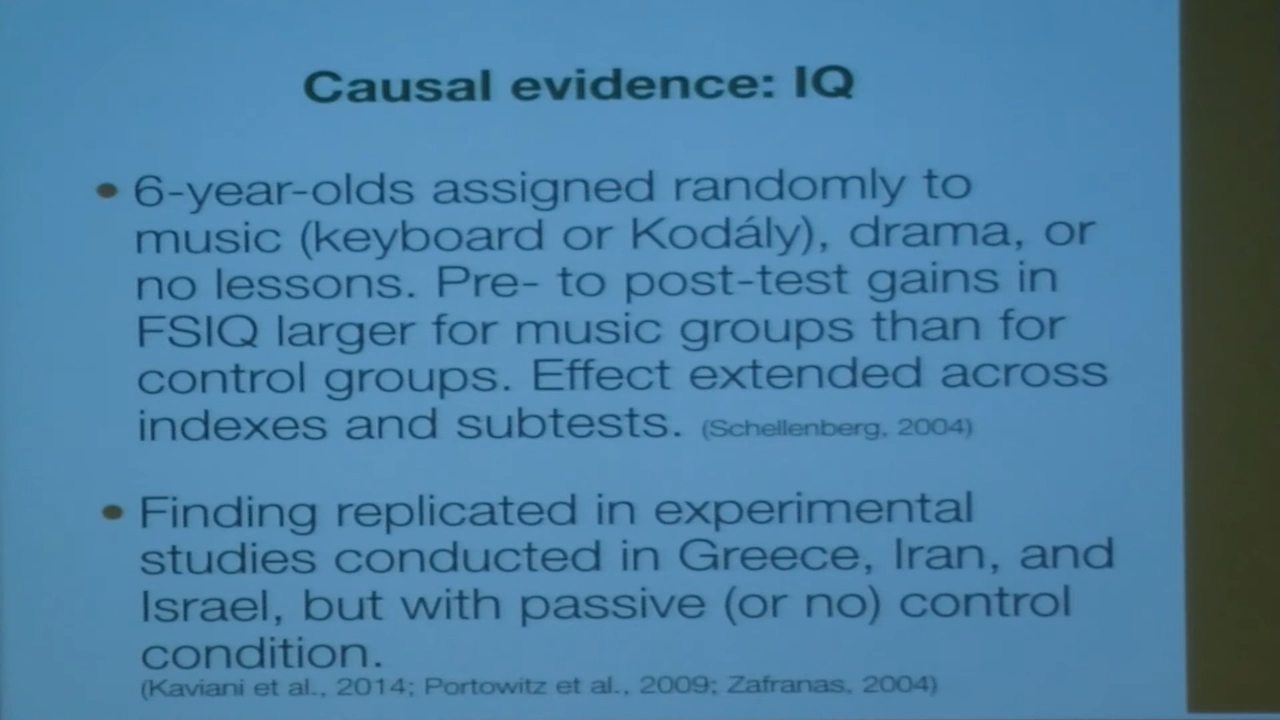 Causal evidence: IQ
• 6-year-olds assigned randomly to
music (keyboard or Kodály), drama, or
no lessons. Pre- to post-test gains in
FSIQ larger for music groups than for
control groups. Effect extended across
indexes and subtests. (Schellenberg, 2004)
• Finding replicated in experimental
studies conducted in Greece, Iran, and
Israel, but with passive (or no) control
condition.
(Kaviani et al., 2014; Portowitz et al., 2009; Zafranas, 2004)